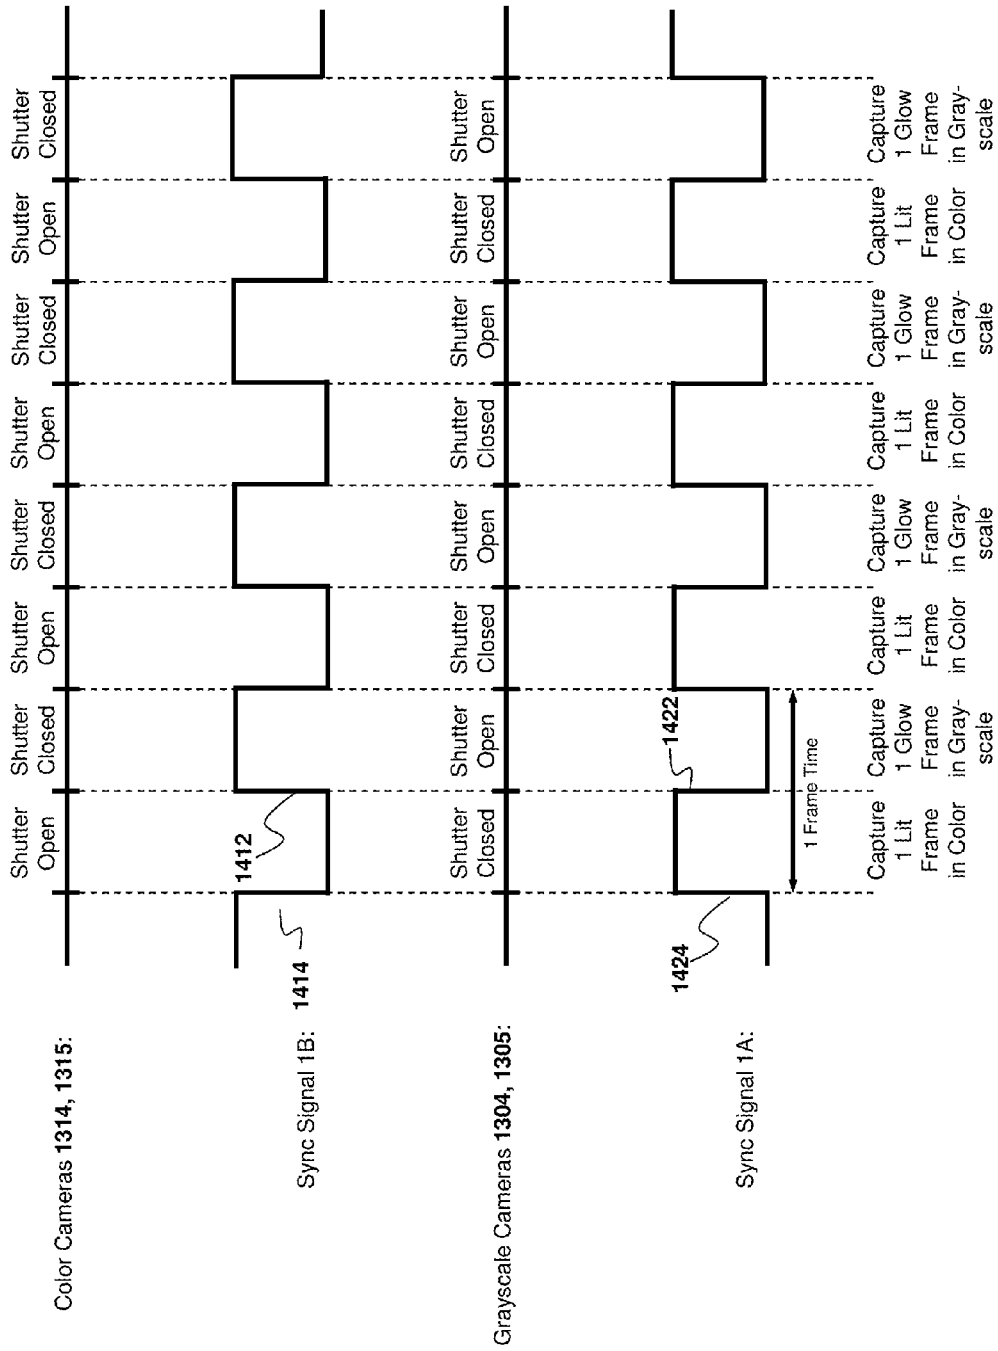 Color Cameras 1314, 1315:
Shutter
Open
Shutter
Closed
Shutter
Open
Shutter
Closed
Shutter
Open
Shutter
Closed
Shutter
Open
Shutter
Closed
1412
1414
Sync Signal 1B:
Grayscale Cameras 1304, 1305:
Shutter
Closed
Shutter
Open
Shutter
Closed
Shutter
Open
Shutter
Closed
Shutter
Open
Shutter
Closed
Shutter
Open
1422
1424
Sync Signal 1A:
1 Frame Time
Capture
1 Lit
Frame
in Color
Capture
1 Glow
Frame
in Gray-
scale
Capture
1 Lit
Frame
in Color
Capture
1 Glow
Frame
in Gray-
scale
Capture
1 Lit
Frame
in Color
Capture
1 Glow
Frame
in Gray-
scale
Capture
1 Lit
Frame
in Color
Capture
1 Glow
Frame
in Gray-
scale